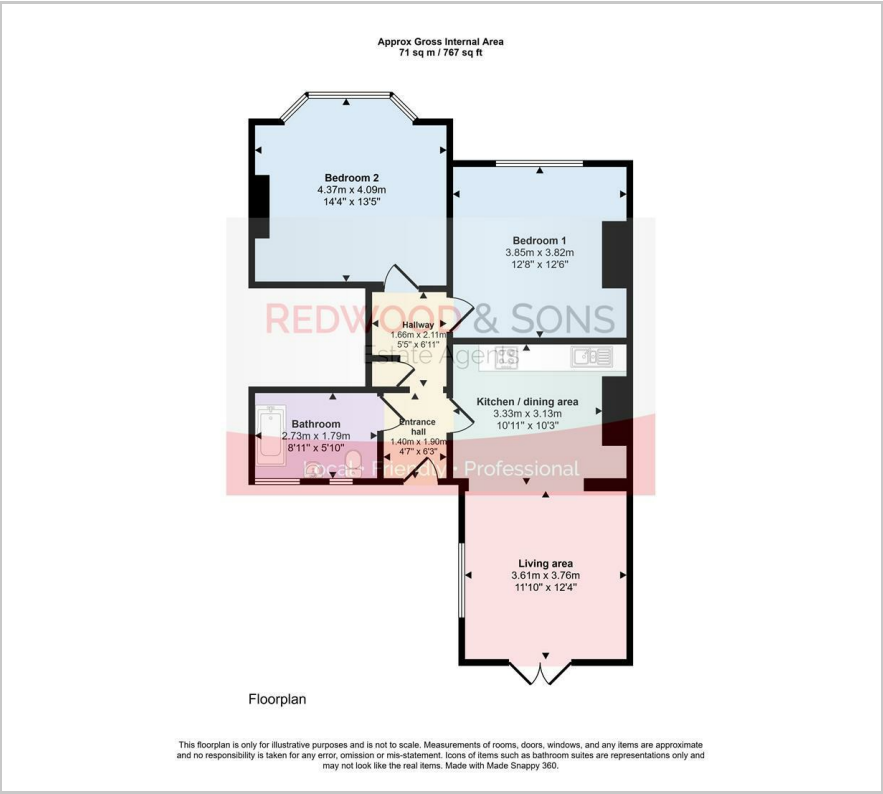 Approx Gross Internal Area
71 sq m / 767 sq ft
Bedroom 2
4.37m x 4.09m
14'4" x 13'5"
Bedroom 1
3.85m x 3.82m
12'8" x 12'6"
REDWOOD & SONS
Estate Agents
Hallway
1.66m x 2.11m
5'5" x 6'11"
Kitchen / dining area
3.33m x 3.13m
10'11" x 10'3"
Bathroom
2.73m x 1.79m
8'11" x 5'10"
Entrance
hall
1.40m x 1.90m
4'7" x 6'3"
Local • Friendly • Professional
Living area
3.61m x 3.76m
11'10" x 12'4"
Floorplan
This floorplan is only for illustrative purposes and is not to scale. Measurements of rooms, doors, windows, and any items are approximate
and no responsibility is taken for any error, omission or mis-statement. Icons of items such as bathroom suites are representations only and
may not look like the real items. Made with Made Snappy 360.